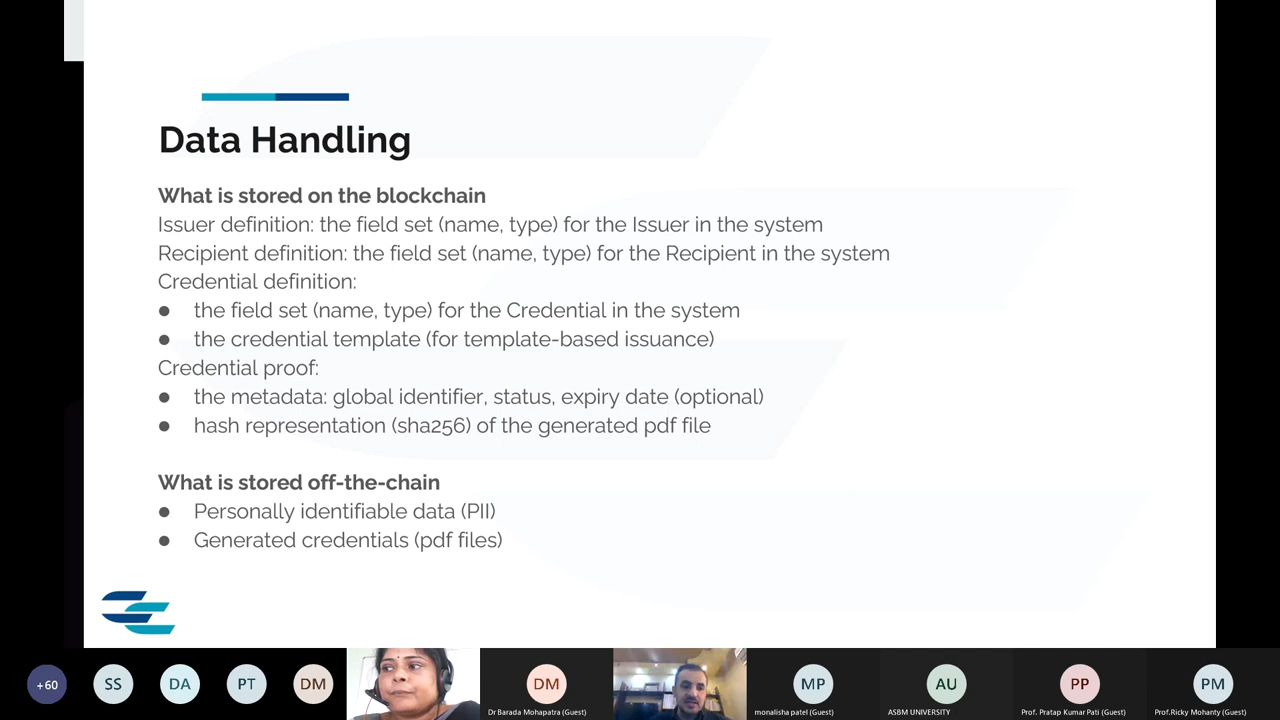 Data Handling
What is stored on the blockchain
Issuer definition: the field set (name, type) for the Issuer in the system
Recipient definition: the field set (name, type) for the Recipient in the system
Credential definition:
● the field set (name, type) for the Credential in the system
● the credential template (for template-based issuance)
Credential proof:
● the metadata: global identifier, status, expiry date (optional)
● hash representation (sha256) of the generated pdf file
What is stored off-the-chain
● Personally identifiable data (PII)
● Generated credentials (pdf files)
+60 SS DA PT DM DM MP AU PP PM
Dr Barada Mohapatra (Guest) monalisha patel (Guest) ASBM UNIVERSITY Prof. Pratap Kumar Pati (Guest) Prof.Ricky Mohanty (Guest)